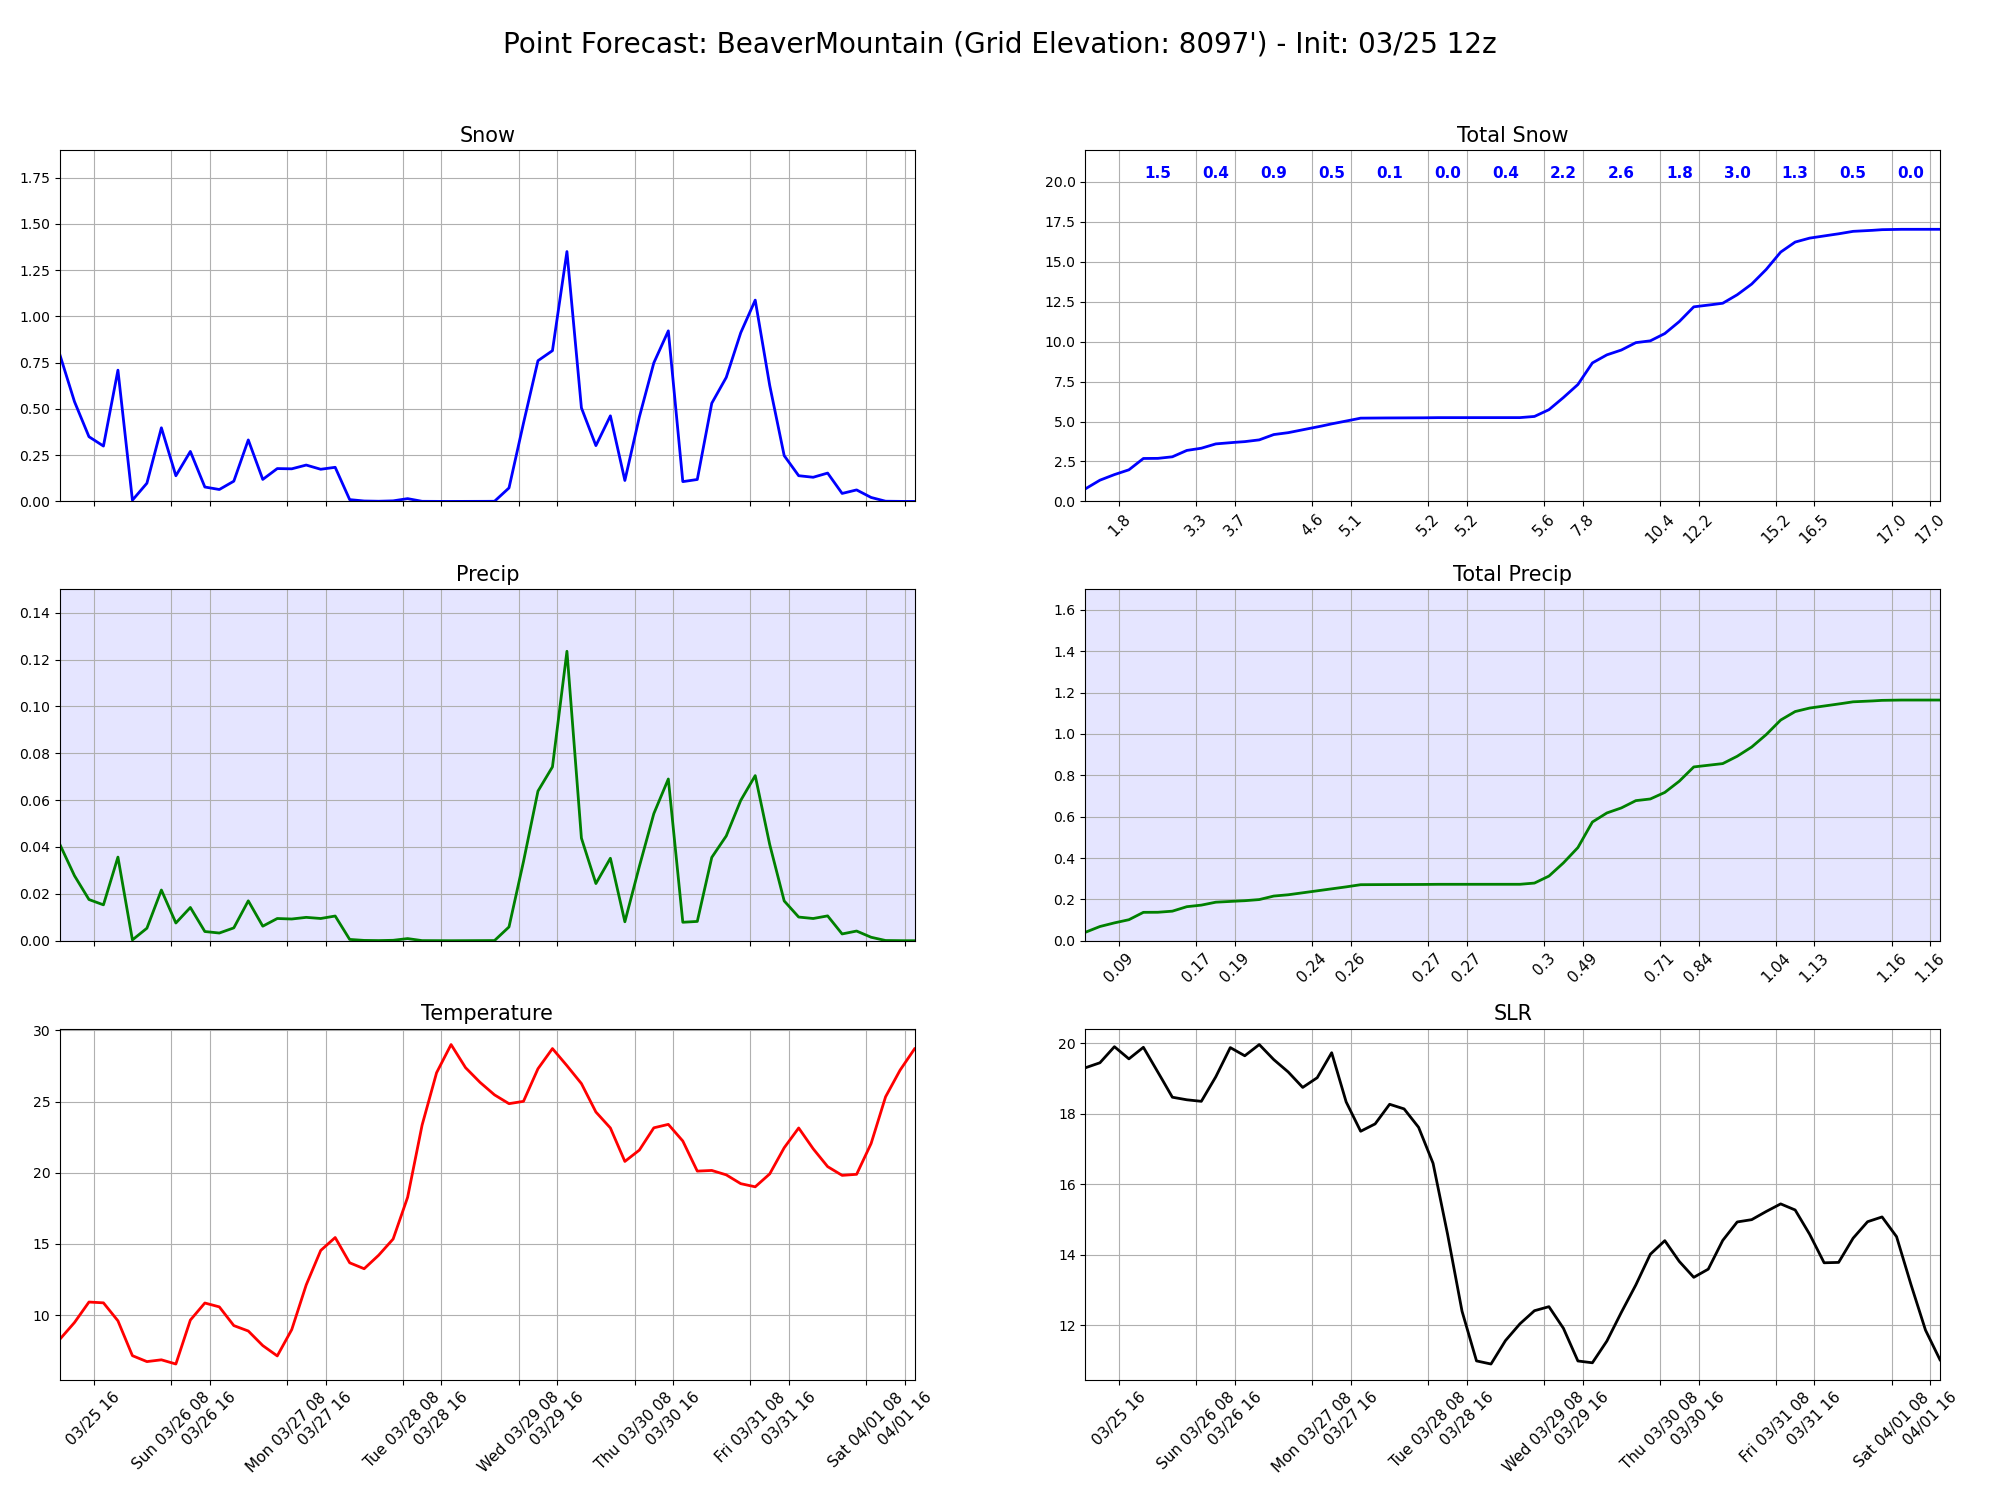 Point Forecast: BeaverMountain (Grid Elevation: 8097') - Init: 03/25 12z
Snow
1.75
1.50
1.25
1.00
0.75
0.50
0.25
0.00
Total Snow
1.5 0.4 0.9 0.5 0.1 0.0 0.4 2.2 2.6 1.8 3.0 1.3 0.5 0.0
20.0
17.5
15.0
12.5
10.0
7.5
5.0
2.5
0.0
1.8 3.3 3.7 4.6 5.1 5.2 5.2 5.6 7.8 10.4 12.2 15.2 16.5 17.0 17.0
Precip
0.14
0.12
0.10
0.08
0.06
0.04
0.02
0.00
Total Precip
1.6
1.4
1.2
1.0
0.8
0.6
0.4
0.2
0.0
0.09 0.17 0.19 0.24 0.26 0.27 0.27 0.3 0.49 0.71 0.84 1.04 1.13 1.16 1.16
Temperature
30
25
20
15
10
03/25 16
Sun 03/26 08
03/26 16
Mon 03/27 08
03/27 16
Tue 03/28 08
03/28 16
Wed 03/29 08
03/29 16
Thu 03/30 08
03/30 16
Fri 03/31 08
03/31 16
Sat 04/01 08
04/01 16
SLR
20
18
16
14
12
03/25 16
Sun 03/26 08
03/26 16
Mon 03/27 08
03/27 16
Tue 03/28 08
03/28 16
Wed 03/29 08
03/29 16
Thu 03/30 08
03/30 16
Fri 03/31 08
03/31 16
Sat 04/01 08
04/01 16